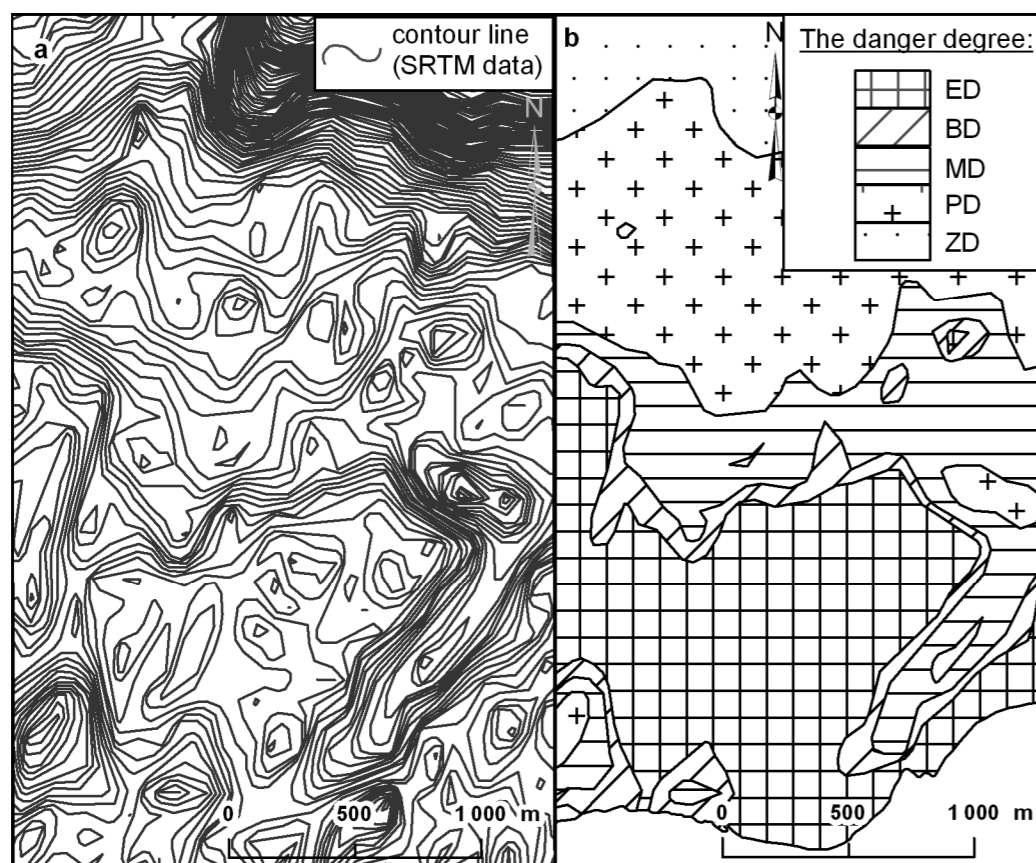 a
contour line
(SRTM data)
N
0
500
1 000 m
b
N
The danger degree:
ED
BD
MD
PD
ZD
0
500
1 000 m